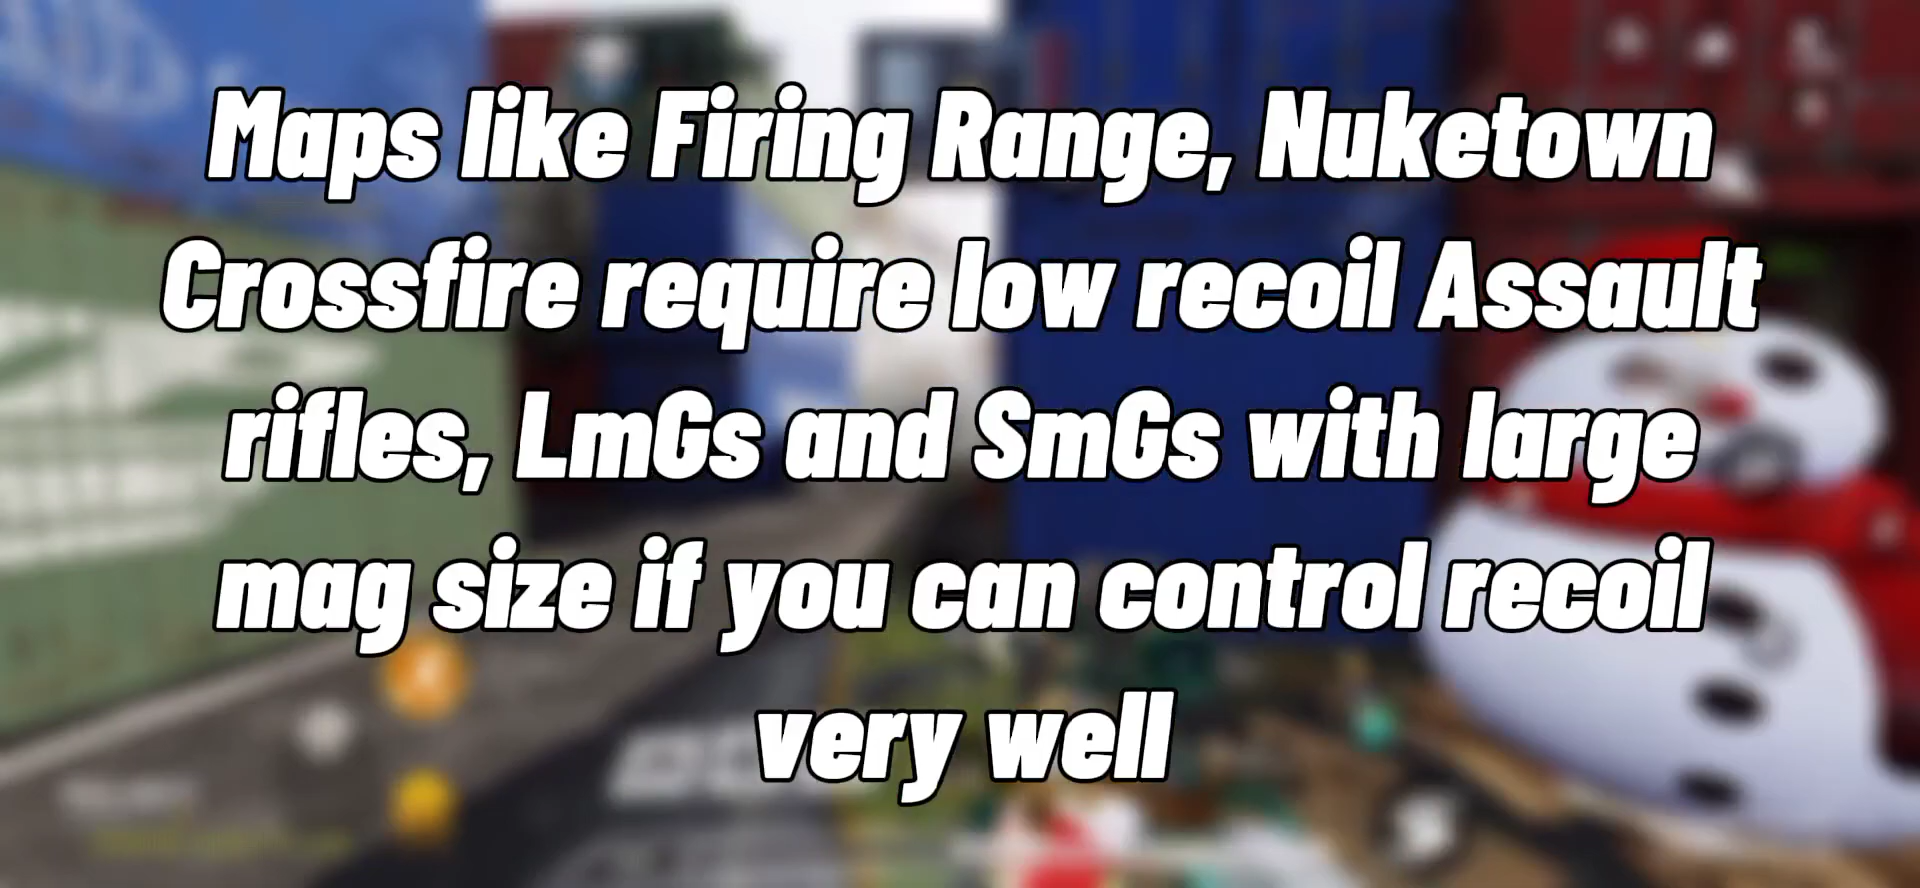 Maps like Firing Range, Nuketown
Crossfire require low recoil Assault
rifles, LmGs and SmGs with large
mag size if you can control recoil
very well